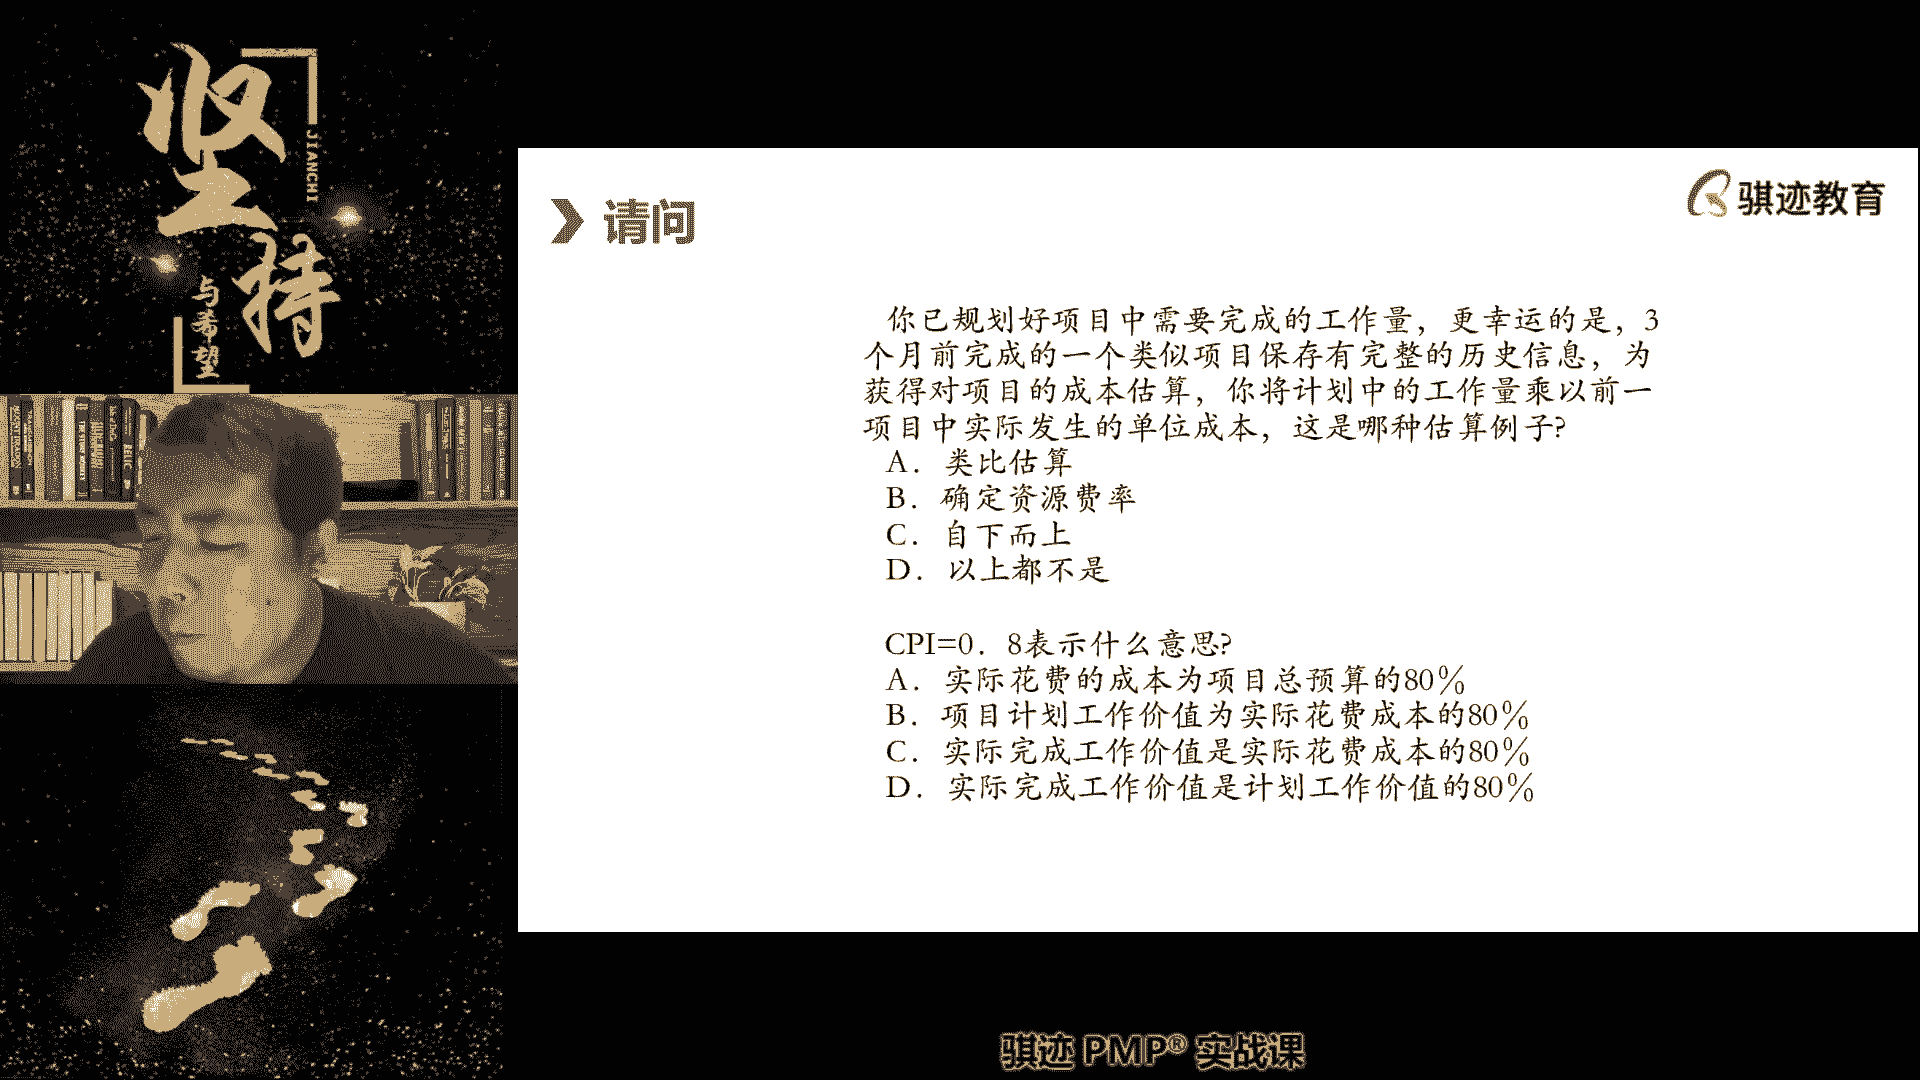 坚持
JIANCHI
与希望
请问
骐迹教育
你已规划好项目中需要完成的工作量，更幸运的是，3
个月前完成的一个类似项目保存有完整的历史信息，为
获得对项目的成本估算，你将计划中的工作量乘以前一
项目中实际发生的单位成本，这是哪种估算例子?
A．类比估算
B．确定资源费率
C．自下而上
D．以上都不是
CPI=0．8表示什么意思?
A．实际花费的成本为项目总预算的80%
B．项目计划工作价值为实际花费成本的80%
C．实际完成工作价值是实际花费成本的80%
D．实际完成工作价值是计划工作价值的80%
骐迹 PMP® 实战课